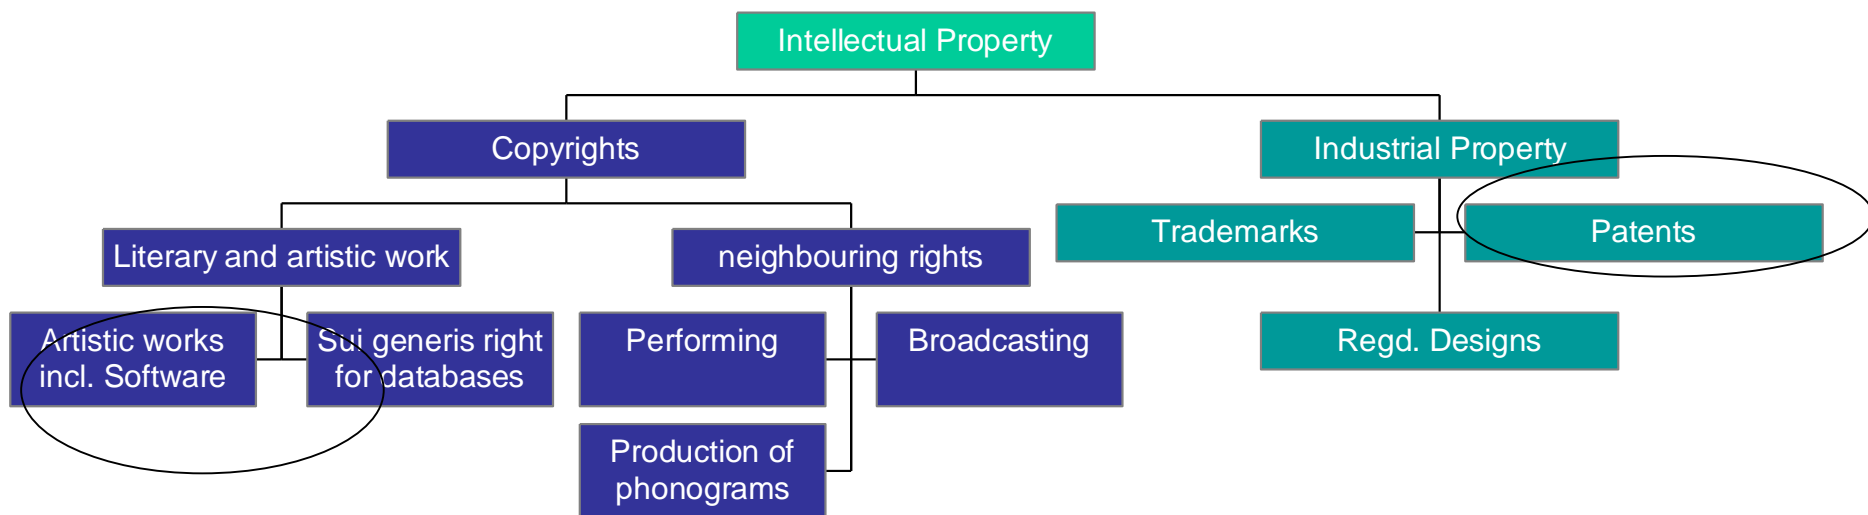 Intellectual Property
Copyrights
Industrial Property
Trademarks
Patents
Literary and artistic work
neighbouring rights
Artistic works
incl. Software
Sui generis right
for databases
Performing
Broadcasting
Regd. Designs
Production of
phonograms